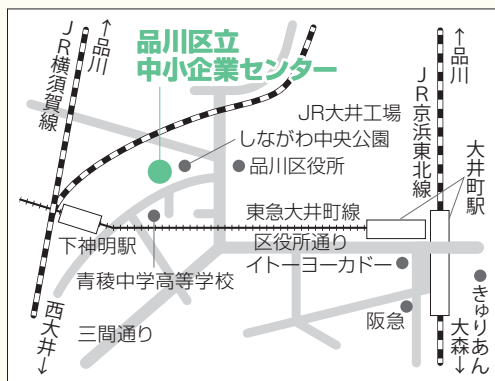 ↑品川
JR横須賀線
品川区立
中小企業センター
↑品川
JR京浜東北線
JR大井工場
しながわ中央公園
品川区役所
大井町駅
東急大井町線
下神明駅
区役所通り
青稜中学高等学校
イトーヨーカドー
阪急
きゅりあん
三間通り
西大井↓
大森↓